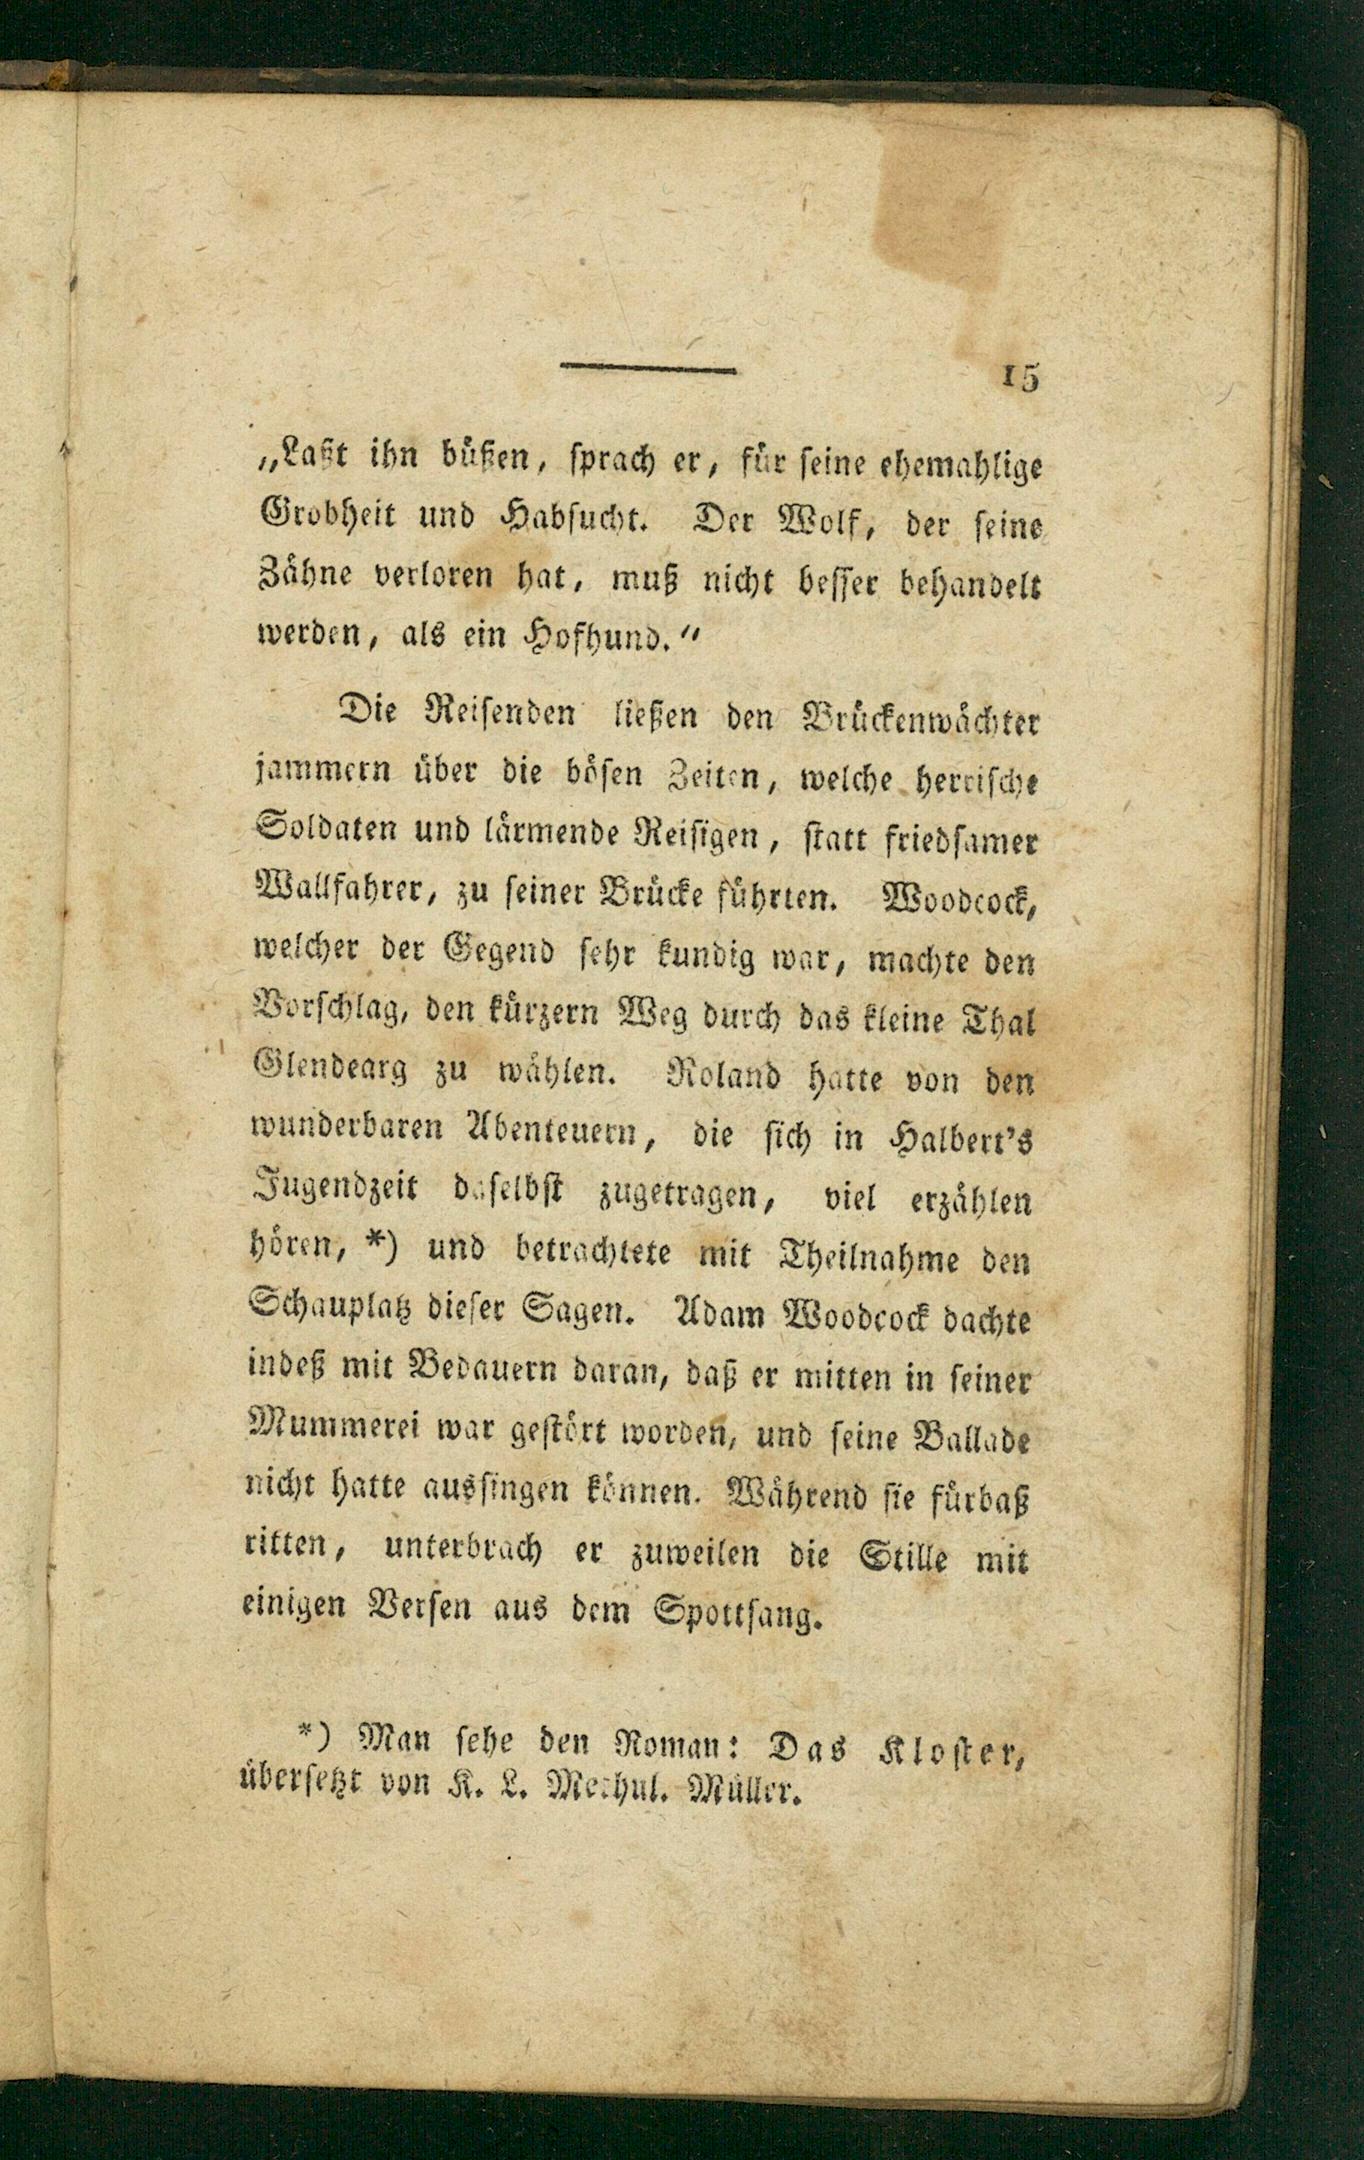 15
„Laßt ihn büßen, sprach er, für seine ehemahlige
Grobheit und Habsucht. Der Wolf, der seine
Zähne verloren hat, muß nicht besser behandelt
werden, als ein Hofhund.“
Die Reisenden ließen den Brückenwächter
jammern über die bösen Zeiten, welche herrische
Soldaten und lärmende Reisigen, statt friedsamer
Wallfahrer, zu seiner Brücke führten. Woodcock,
welcher der Gegend sehr kundig war, machte den
Vorschlag, den kürzern Weg durch das kleine Thal
Glendearg zu wählen. Roland hatte von den
wunderbaren Abenteuern, die sich in Halbert's
Jugendzeit daselbst zugetragen, viel erzählen
hören, *) und betrachtete mit Theilnahme den
Schauplatz dieser Sagen. Adam Woodcock dachte
indeß mit Bedauern daran, daß er mitten in seiner
Mummerei war gestört worden, und seine Ballade
nicht hatte aussingen können. Während sie fürbaß
ritten, unterbrach er zuweilen die Stille mit
einigen Versen aus dem Spottsang.
*) Man sehe den Roman: Das Kloster,
übersetzt von K. L. Methul. Müller.